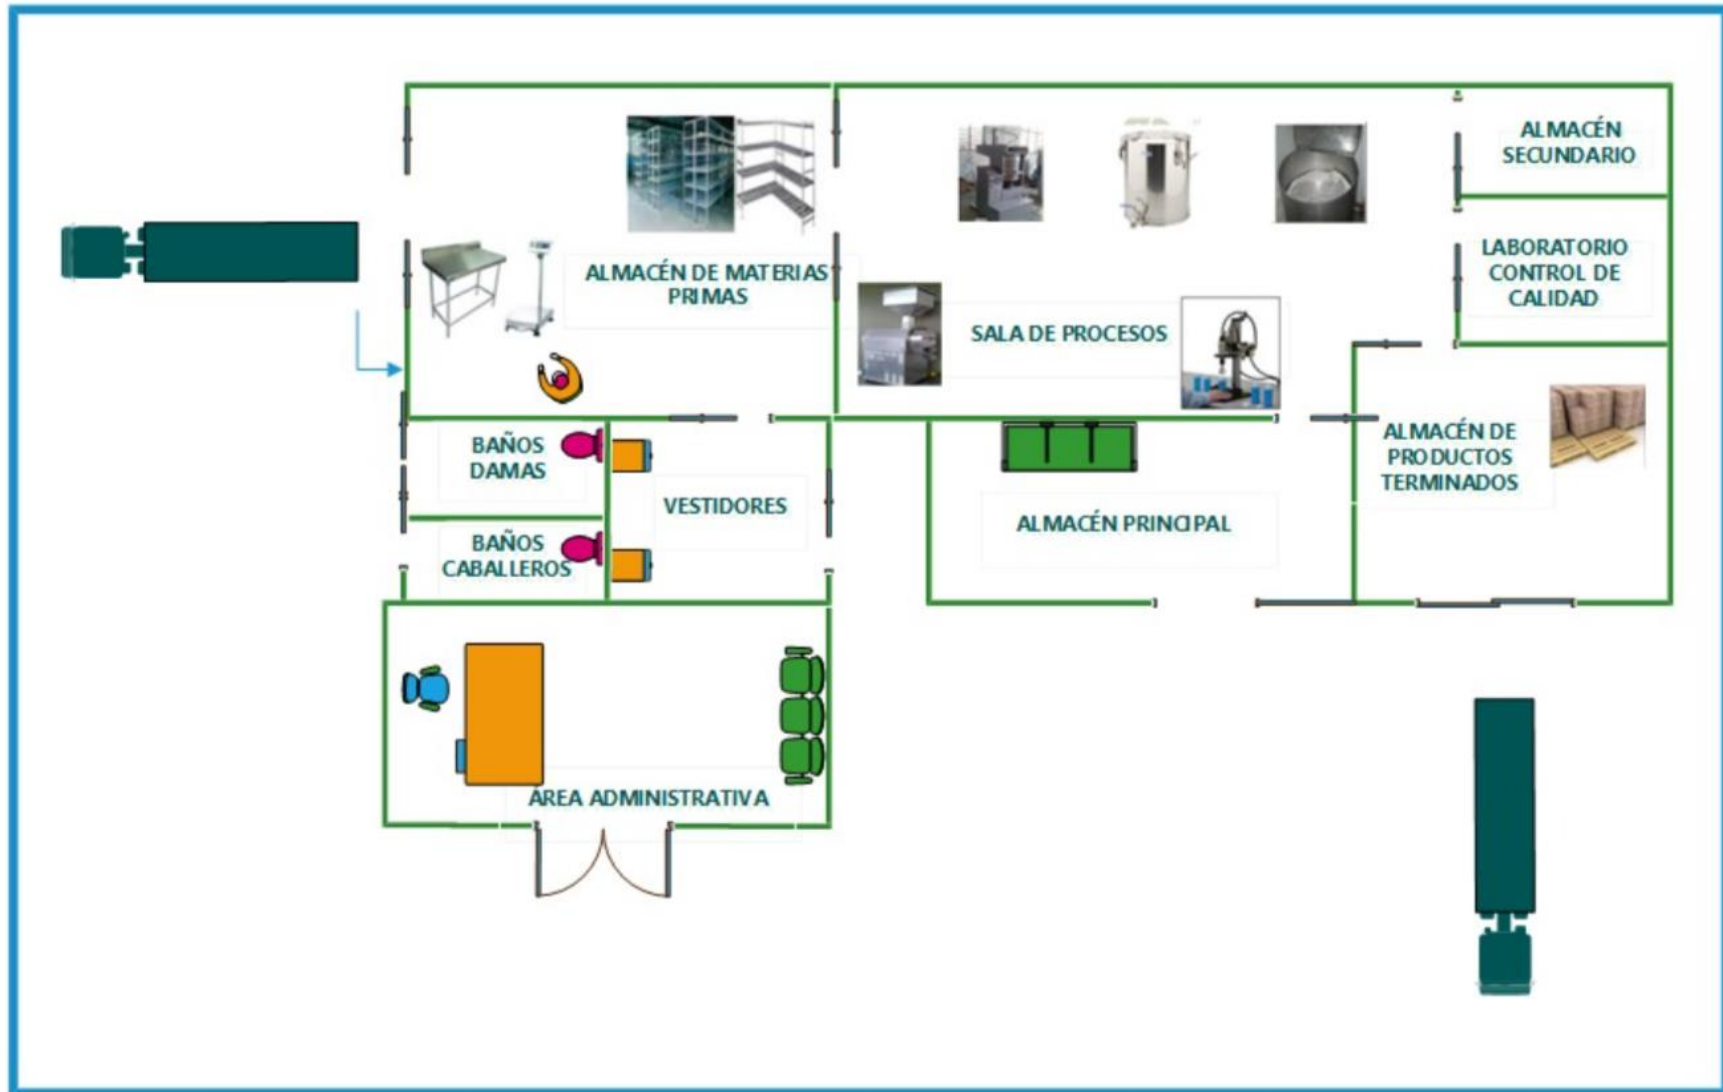 ALMACÉN
SECUNDARIO
LABORATORIO
CONTROL DE
CALIDAD
ALMACÉN DE MATERIAS
PRIMAS
SALA DE PROCESOS
BAÑOS
DAMAS
VESTIDORES
ALMACÉN DE
PRODUCTOS
TERMINADOS
ALMACÉN PRINCIPAL
BAÑOS
CABALLEROS
ÁREA ADMINISTRATIVA